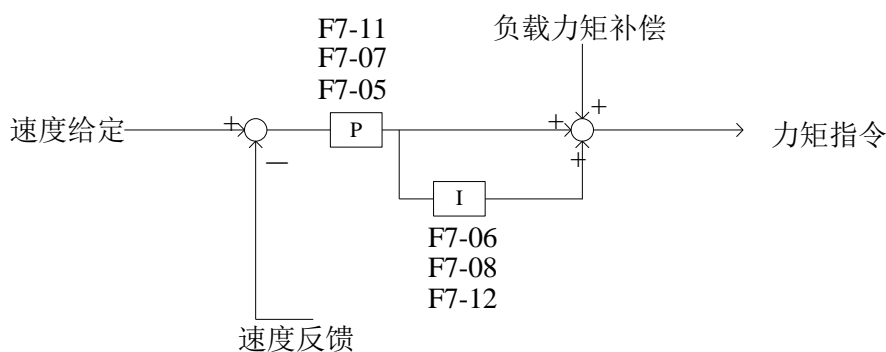 F7-11
F7-07
F7-05
负载力矩补偿
速度给定
+
P
+
+
力矩指令
—
+
I
F7-06
F7-08
F7-12
速度反馈